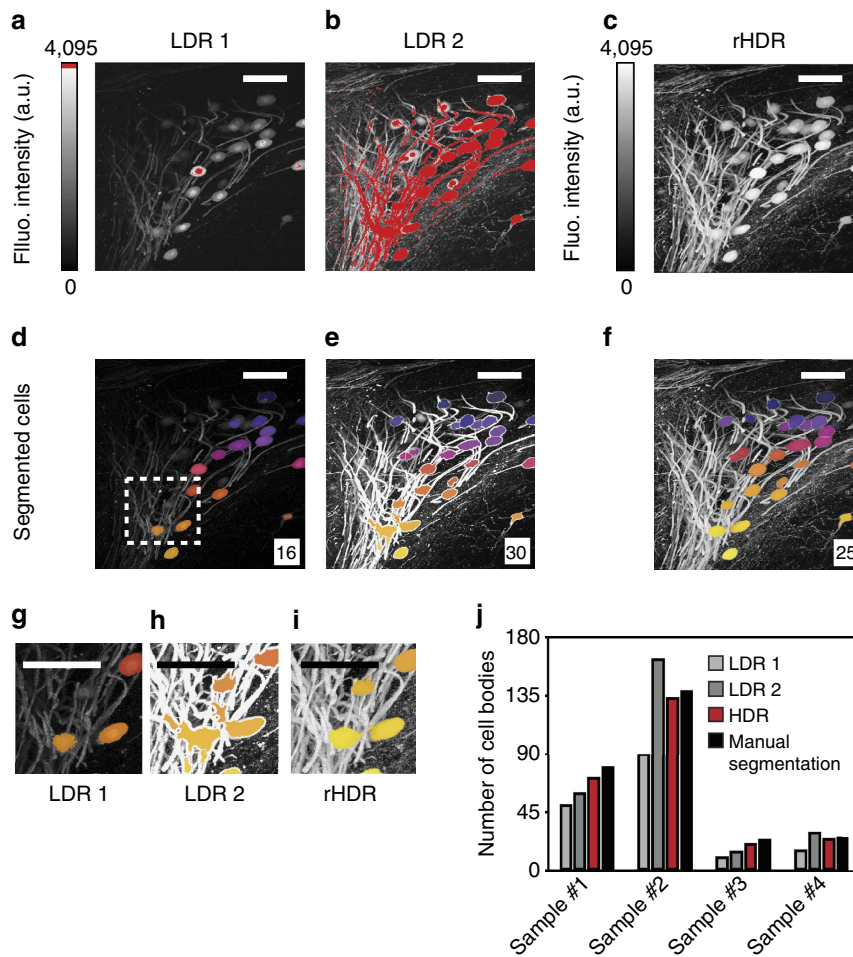 a
b
c
LDR 1
LDR 2
rHDR
4,095
4,095
Flluo. intensity (a.u.)
Fluo. intensity (a.u.)
0
0
d
e
f
Segmented cells
16
30
25
g
h
i
j
LDR 1
LDR 2
rHDR
Number of cell bodies
180
135
90
45
0
LDR 1
LDR 2
HDR
Manual
segmentation
Sample #1
Sample #2
Sample #3
Sample #4